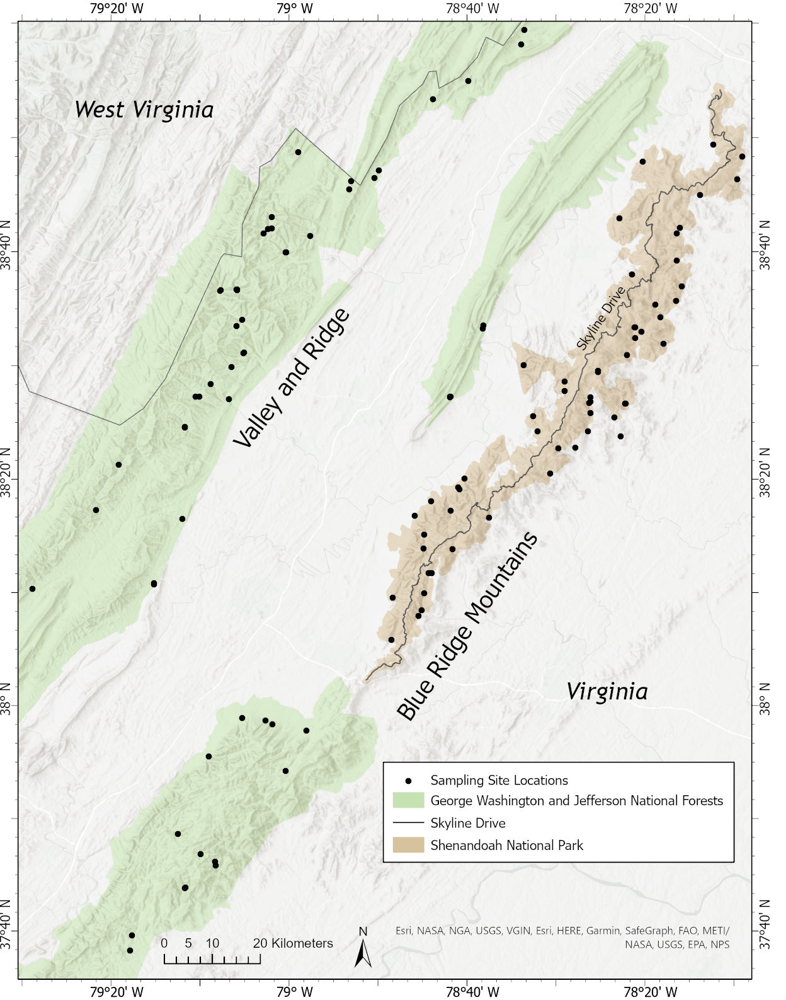 79°20' W 79° W 78°40' W 78°20' W
West Virginia
38°40' N
38°40' N
Skyline Drive
Valley and Ridge
38°20' N
38°20' N
Blue Ridge Mountains
Virginia
38° N
38° N
Sampling Site Locations
George Washington and Jefferson National Forests
Skyline Drive
Shenandoah National Park
37°40' N
37°40' N
0 5 10 20 Kilometers
N
Esri, NASA, NGA, USGS, VGIN, Esri, HERE, Garmin, SafeGraph, FAO, METI/
NASA, USGS, EPA, NPS
79°20' W 79° W 78°40' W 78°20' W